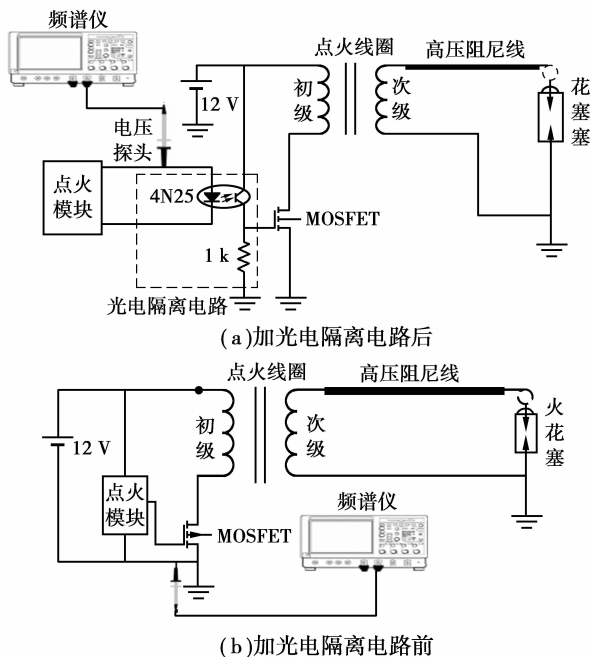 频谱仪
点火线圈
高压阻尼线
12 V
初级
次级
花塞塞
电压
探头
点火
模块
4N25
MOSFET
1 k
光电隔离电路
(a)加光电隔离电路后
点火线圈
高压阻尼线
初级
次级
火花塞
12 V
点火
模块
MOSFET
频谱仪
(b)加光电隔离电路前